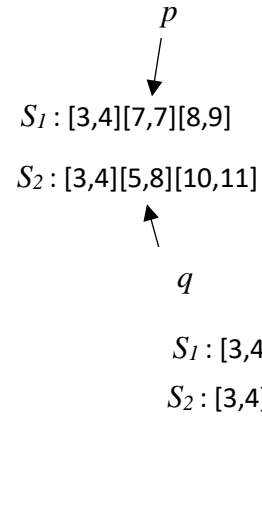 p
S1 : [3,4][7,7][8,9]
S2 : [3,4][5,8][10,11]
q
S1 : [3,4
S2 : [3,4